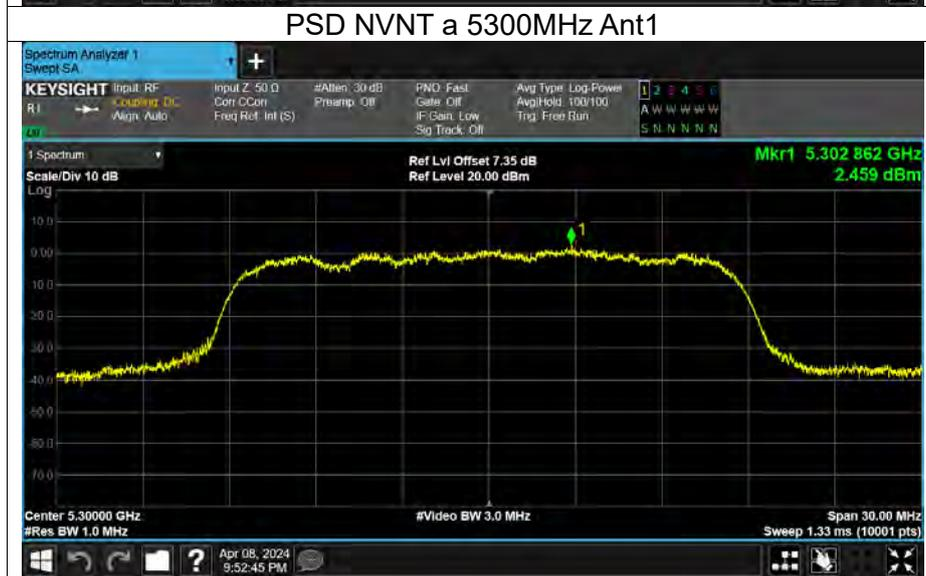 PSD NVNT a 5300MHz Ant1
Spectrum Analyzer 1
Swept SA
+
KEYSIGHT Input: RF Input Z: 50 Ω #Atten: 30 dB PNO: Fast Avg Type: Log-Power 1 2 3 4 5 6
Coupling: DC Corr CCorr Preamp: Off Gate: Off Avg|Hold: 100/100 A W W W W W
Align: Auto Freq Ref: Int (S) IF Gain: Low Trig: Free Run
Sig Track: Off S N N N N N
1 Spectrum Ref Lvl Offset 7.35 dB Mkr1 5.302 862 GHz
Scale/Div 10 dB Ref Level 20.00 dBm 2.459 dBm
Log
10.0
1
0.00
-10.0
-20.0
-30.0
-40.0
-50.0
-60.0
-70.0
Center 5.30000 GHz #Video BW 3.0 MHz Span 30.00 MHz
#Res BW 1.0 MHz Sweep 1.33 ms (10001 pts)
? Apr 08, 2024
9:52:45 PM